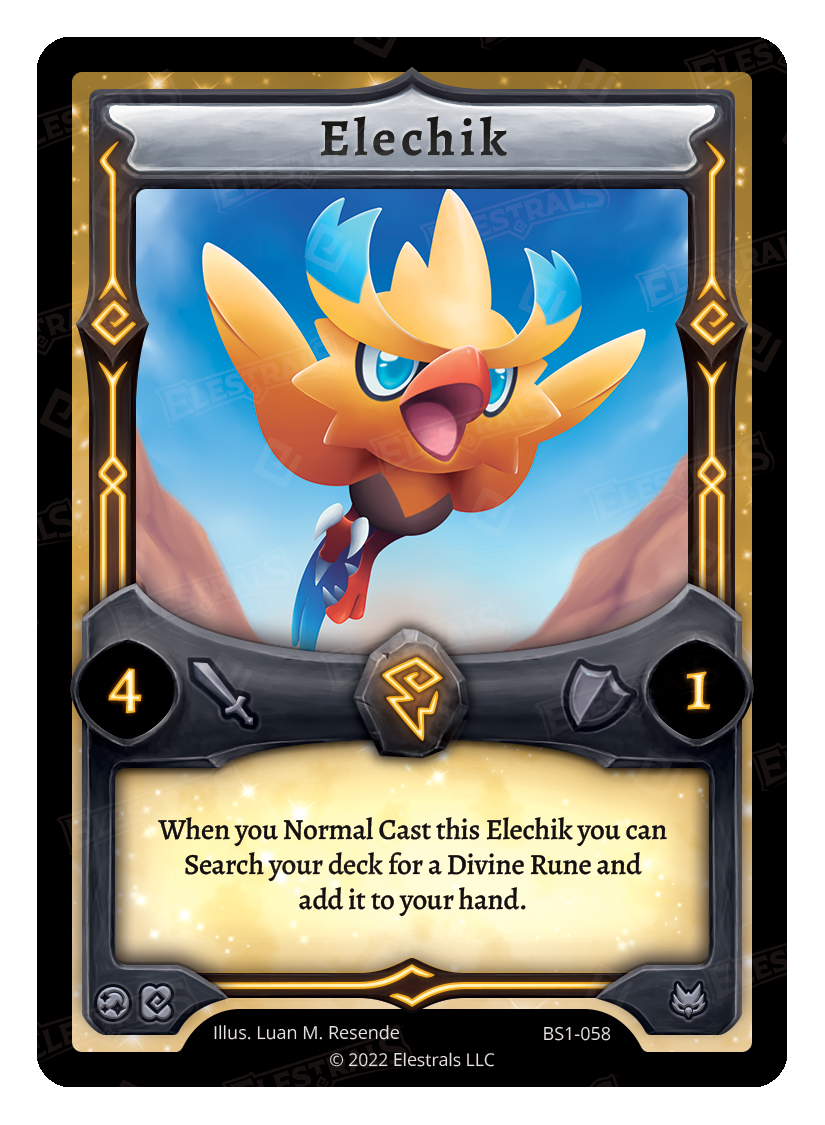 Elechik
4
1
When you Normal Cast this Elechik you can
Search your deck for a Divine Rune and
add it to your hand.
Illus. Luan M. Resende
BS1-058
© 2022 Elestrals LLC
ELESTRALS